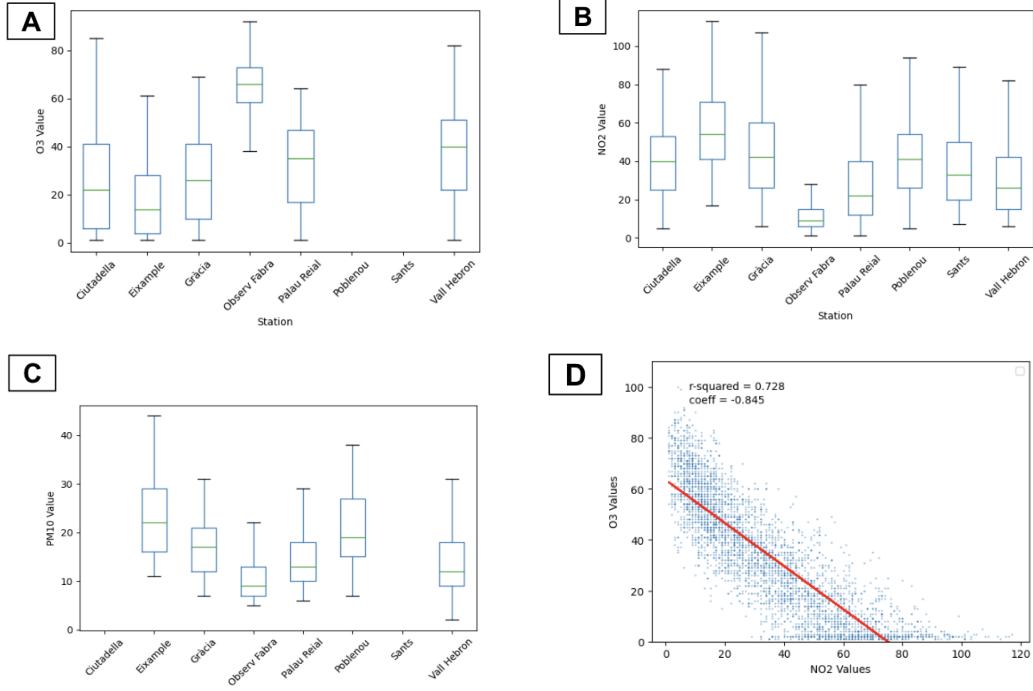 A
O3 Value
80
60
40
20
0
Ciutadella
Eixample
Gràcia
Observ Fabra
Palau Reial
Poblenou
Sants
Vall Hebron
Station
B
NO2 Value
100
80
60
40
20
0
Ciutadella
Eixample
Gràcia
Observ Fabra
Palau Reial
Poblenou
Sants
Vall Hebron
Station
C
PM10 Value
40
30
20
10
0
Ciutadella
Eixample
Gràcia
Observ Fabra
Palau Reial
Poblenou
Sants
Vall Hebron
D
r-squared = 0.728
coeff = -0.845
O3 Values
100
80
60
40
20
0
0 20 40 60 80 100 120
NO2 Values